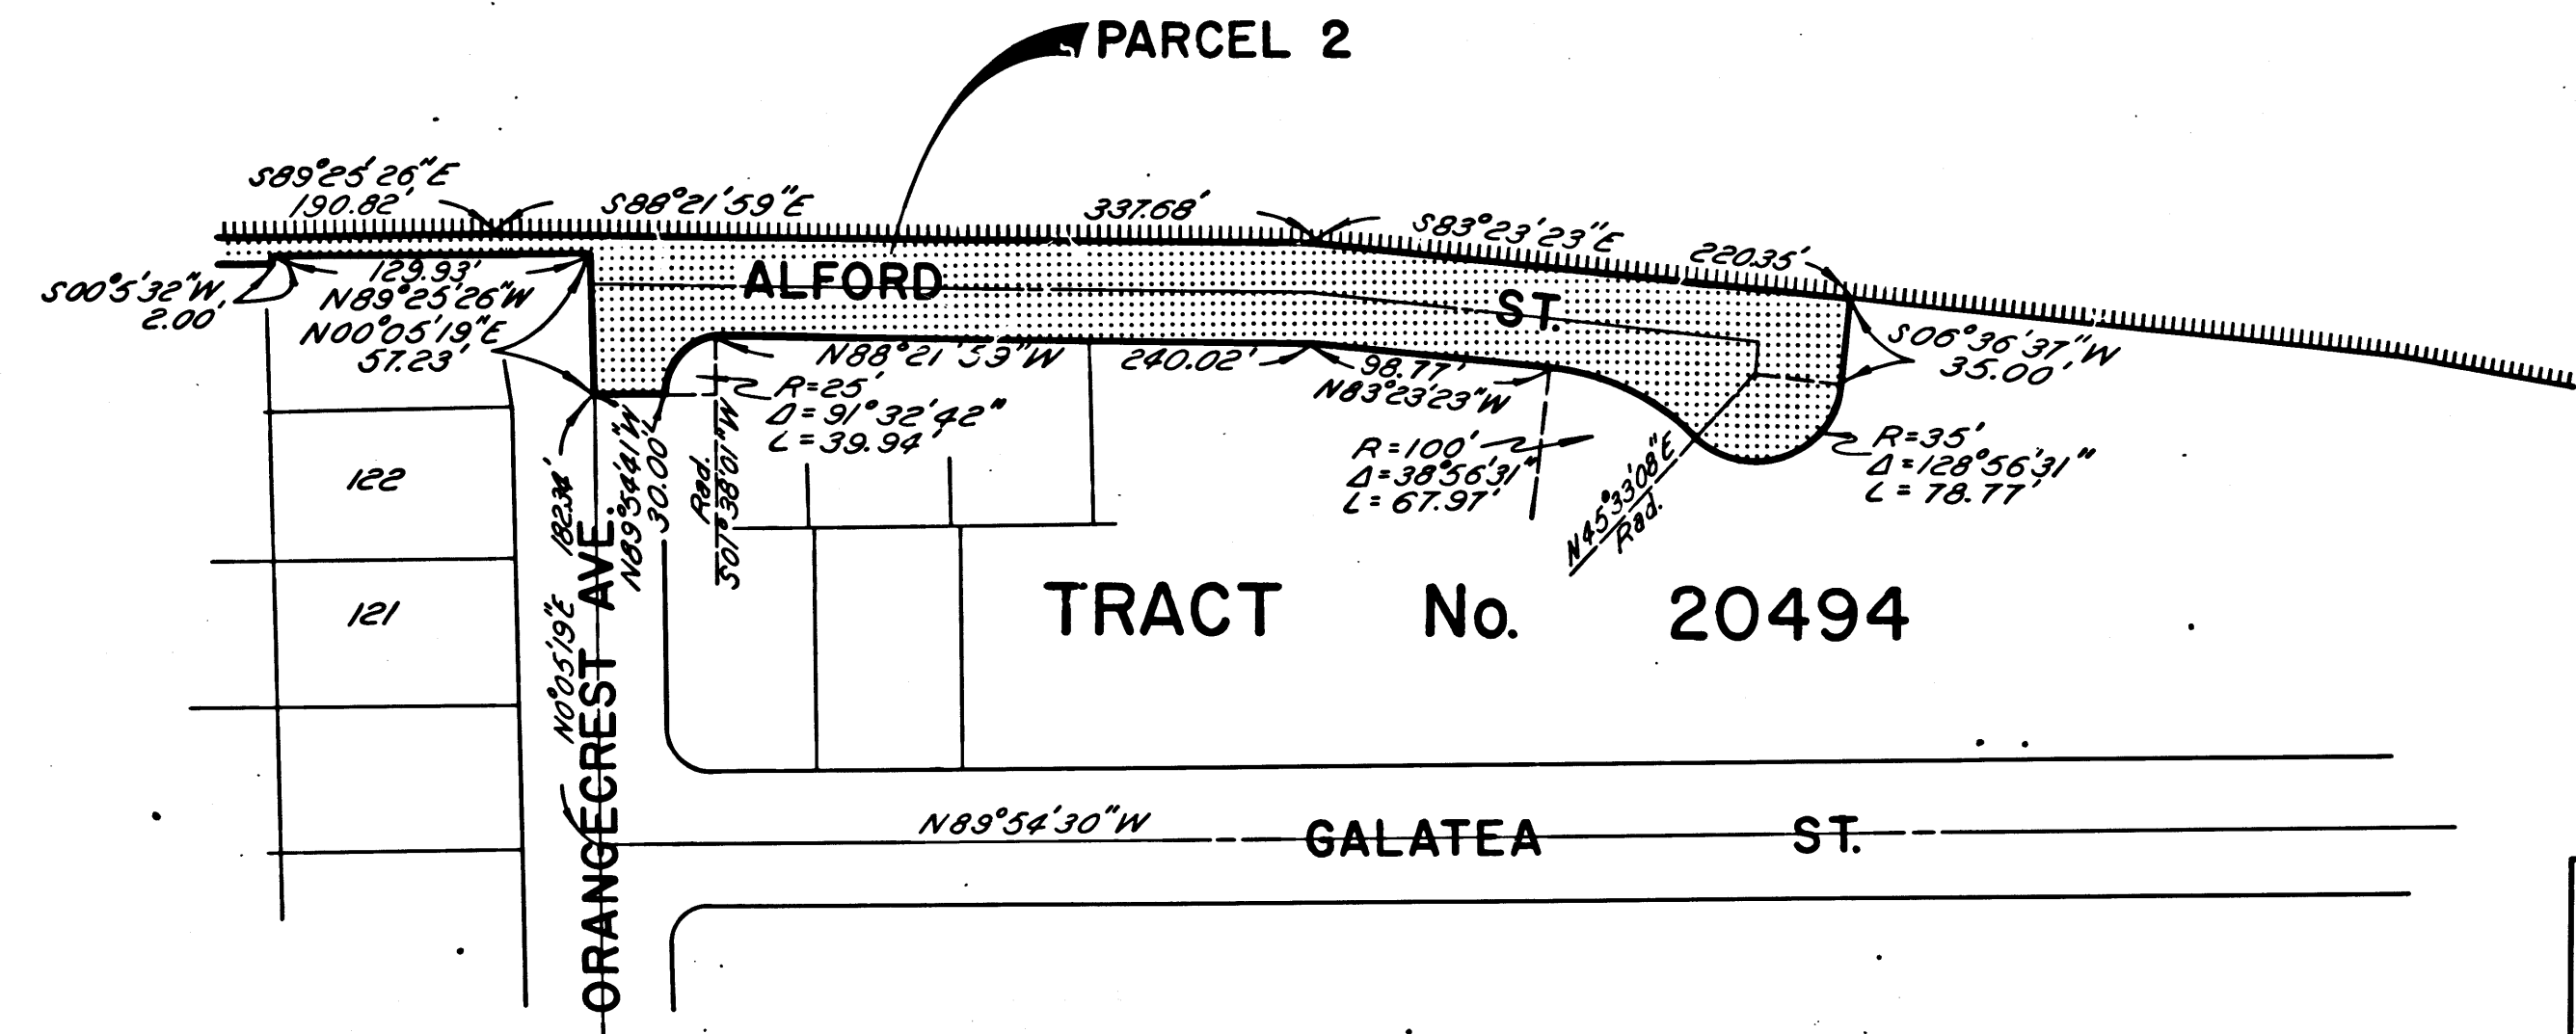 PARCEL 2
S89°25'26"E
190.82'
S88°21'59"E
337.68'
S83°23'23"E
220.35'
S00°5'32"W
2.00'
129.93'
N89°25'26"W
N00°05'19"E
57.23'
ALFORD ST.
N88°21'59"W
240.02'
98.77'
N83°23'23"W
S06°36'37"W
35.00'
R=25'
Δ=91°32'42"
L=39.94'
R=100'
Δ=38°56'31"
L=67.97'
R=35'
Δ=128°56'31"
L=78.77'
N45°33'08"E
Rad.
N89°54'41"W
30.00'
Rad.
S01°38'01"W
182.34'
N0°05'19"E
122
121
ORANGECREST AVE.
TRACT No. 20494
N89°54'30"W
GALATEA ST.